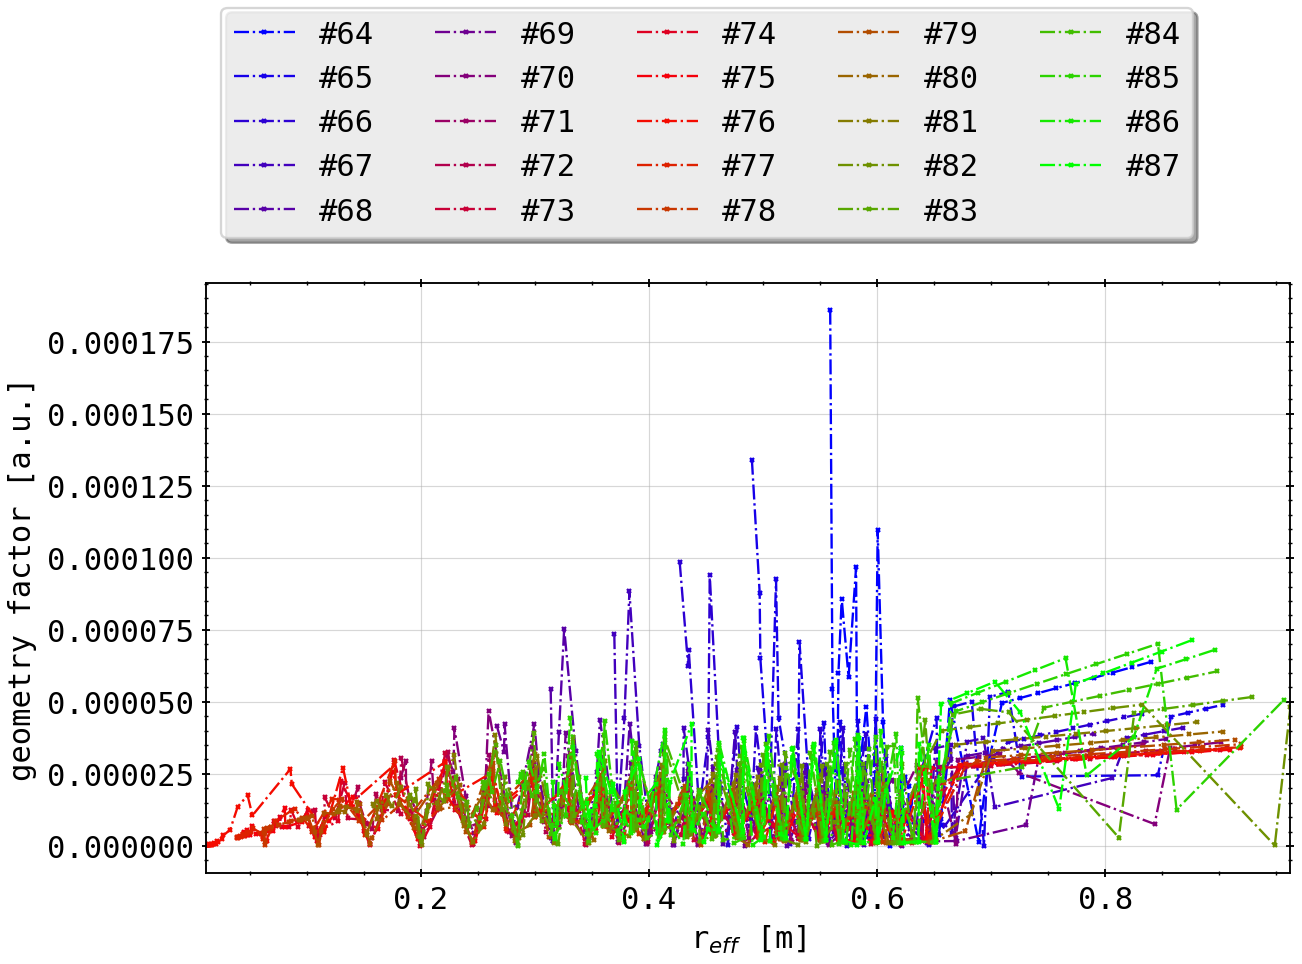 #64 #69 #74 #79 #84
#65 #70 #75 #80 #85
#66 #71 #76 #81 #86
#67 #72 #77 #82 #87
#68 #73 #78 #83
0.000175
0.000150
0.000125
0.000100
0.000075
0.000050
0.000025
0.000000
geometry factor [a.u.]
0.2 0.4 0.6 0.8
r_eff [m]